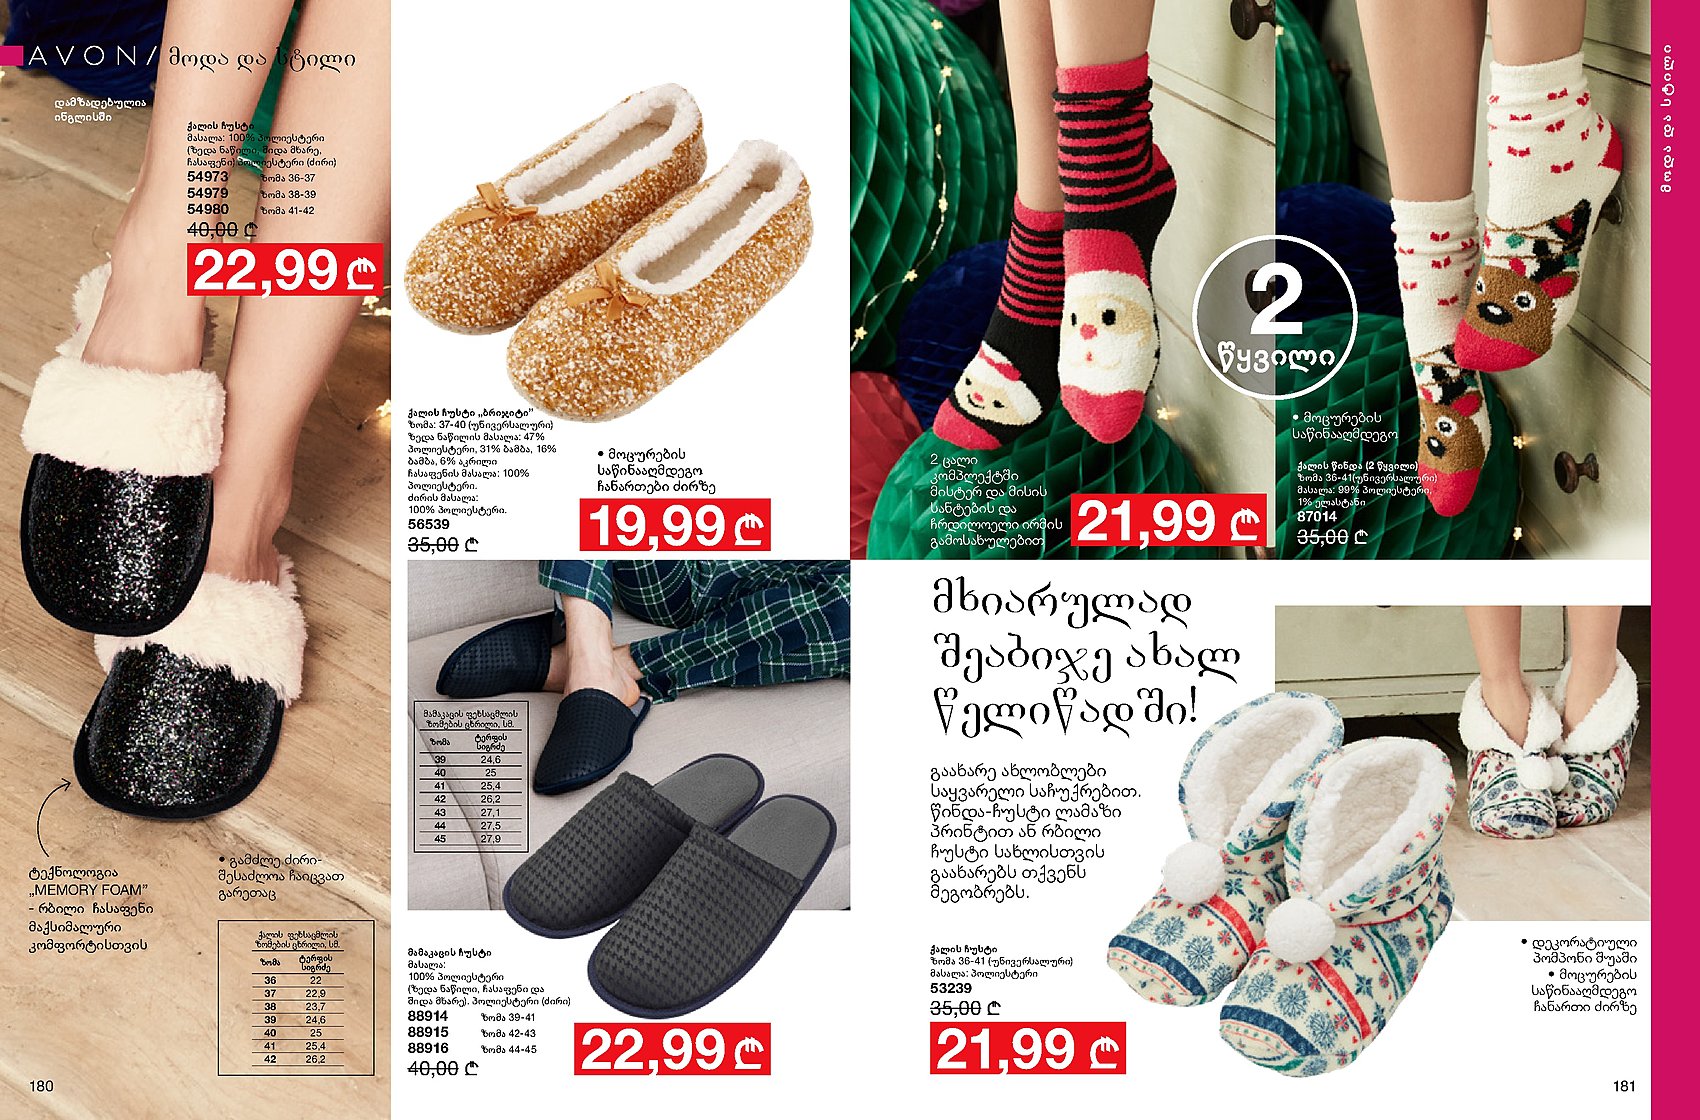 AVON / მოდა და სტილი
დამზადებულია
ინგლისში
ქალის ჩუსტი
მასალა: 100% პოლიესტერი
(ზედა ნაწილი, შიდა მხარე,
ჩასაფენი) პოლიესტერი (ძირი)
54973 ზომა 36-37
54979 ზომა 38-39
54980 ზომა 41-42
40,00 ₾
22,99 ₾
ტექნოლოგია
„MEMORY FOAM”
- რბილი ჩასაფენი
მაქსიმალური
კომფორტისთვის
• გამძლე ძირი-
შესაძლოა ჩაიცვათ
გარეთაც
ქალის ფეხსაცმლის
ზომების ცხრილი, სმ.
ზომა ტერფის
სიგრძე
36 22
37 22,9
38 23,7
39 24,6
40 25
41 25,4
42 26,2
180
ქალის ჩუსტი „ბრიჯიტი”
ზომა: 37-40 (უნივერსალური)
ზედა ნაწილის მასალა: 47%
პოლიესტერი, 31% ბამბა, 16%
ბამბა, 6% აკრილი
ჩასაფენის მასალა: 100%
პოლიესტერი.
ძირის მასალა:
100% პოლიესტერი.
56539
35,00 ₾
• მოცურების
საწინააღმდეგო
ჩანართები ძირზე
19,99 ₾
მამაკაცის ფეხსაცმლის
ზომების ცხრილი, სმ.
ზომა ტერფის
სიგრძე
39 24,6
40 25
41 25,4
42 26,2
43 27,1
44 27,5
45 27,9
მამაკაცის ჩუსტი
მასალა:
100% პოლიესტერი
(ზედა ნაწილი, ჩასაფენი და
შიდა მხარე). პოლიესტერი (ძირი)
88914 ზომა 39-41
88915 ზომა 42-43
88916 ზომა 44-45
40,00 ₾
22,99 ₾
2
წყვილი
2 ცალი
კომპლექტში
მისტერ და მისის
სანტების და
ჩრდილოელი ირმის
გამოსახულებით
21,99 ₾
• მოცურების
საწინააღმდეგო
ქალის წინდა (2 წყვილი)
ზომა 36-41(უნივერსალური)
მასალა: 99% პოლიესტერი,
1% ელასტანი
87014
35,00 ₾
მხიარულად
შეაბიჯე ახალ
წელიწადში!
გაახარე ახლობლები
საყვარელი საჩუქრებით.
წინდა-ჩუსტი ლამაზი
პრინტით ან რბილი
ჩუსტი სახლისთვის
გაახარებს თქვენს
მეგობრებს.
ქალის ჩუსტი
ზომა 36-41 (უნივერსალური)
მასალა: პოლიესტერი
53239
35,00 ₾
21,99 ₾
• დეკორატიული
პომპონი შუაში
• მოცურების
საწინააღმდეგო
ჩანართი ძირზე
181
მოდა და სტილი